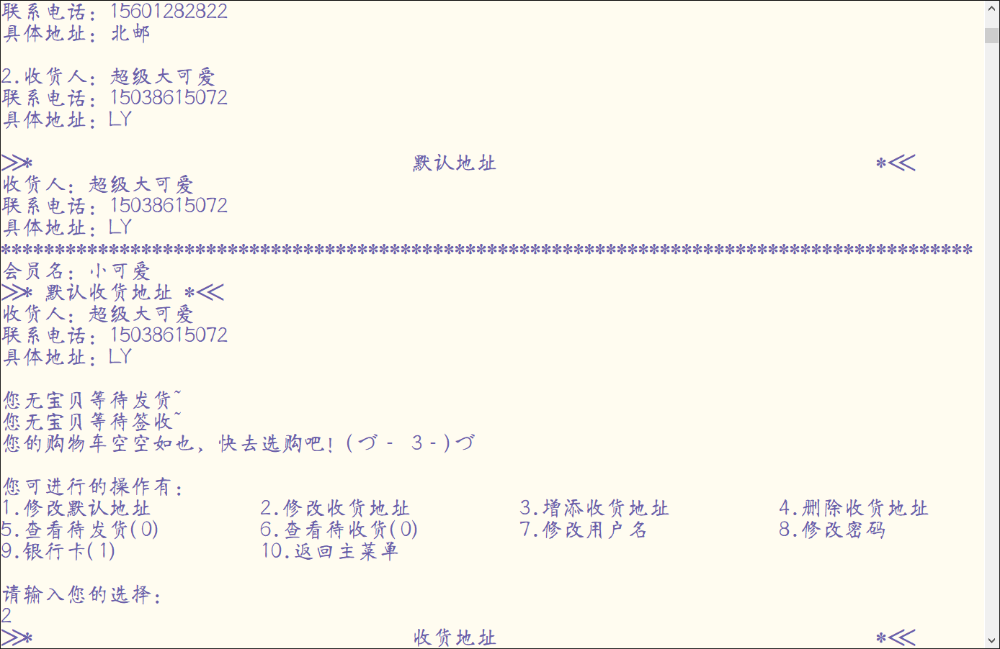 联系电话：15601282822
具体地址：北邮
2.收货人：超级大可爱
联系电话：15038615072
具体地址：LY
>>* 默认地址 *<<
收货人：超级大可爱
联系电话：15038615072
具体地址：LY
******************************************************************************************
会员名：小可爱
>>* 默认收货地址 *<<
收货人：超级大可爱
联系电话：15038615072
具体地址：LY
您无宝贝等待发货~
您无宝贝等待签收~
您的购物车空空如也，快去选购吧！(づ- 3-)づ
您可进行的操作有：
1.修改默认地址 2.修改收货地址 3.增添收货地址 4.删除收货地址
5.查看待发货(0) 6.查看待收货(0) 7.修改用户名 8.修改密码
9.银行卡(1) 10.返回主菜单
请输入您的选择：
2
>>* 收货地址 *<<